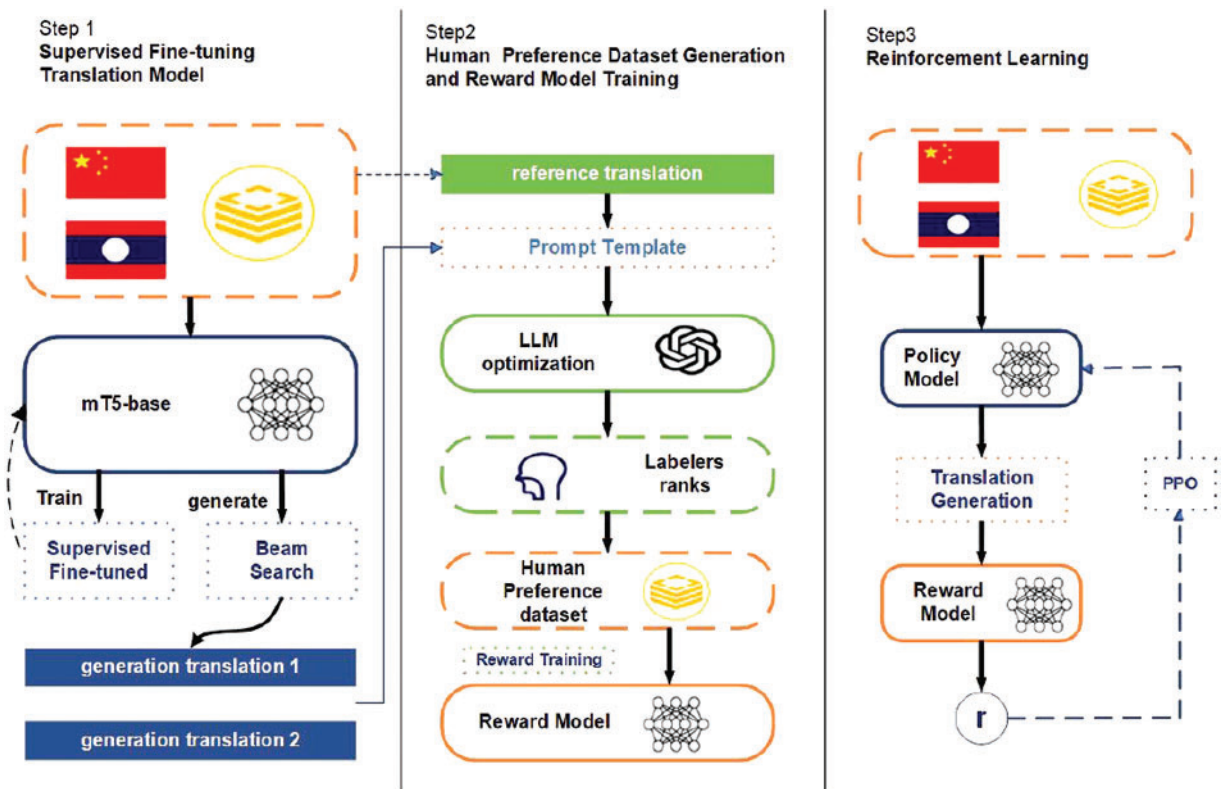 Step 1
Supervised Fine-tuning
Translation Model
mT5-base
Train
generate
Supervised
Fine-tuned
Beam
Search
generation translation 1
generation translation 2
Step2
Human Preference Dataset Generation
and Reward Model Training
reference translation
Prompt Template
LLM
optimization
Labelers
ranks
Human
Preference
dataset
Reward Training
Reward Model
Step3
Reinforcement Learning
Policy
Model
Translation
Generation
PPO
Reward
Model
r